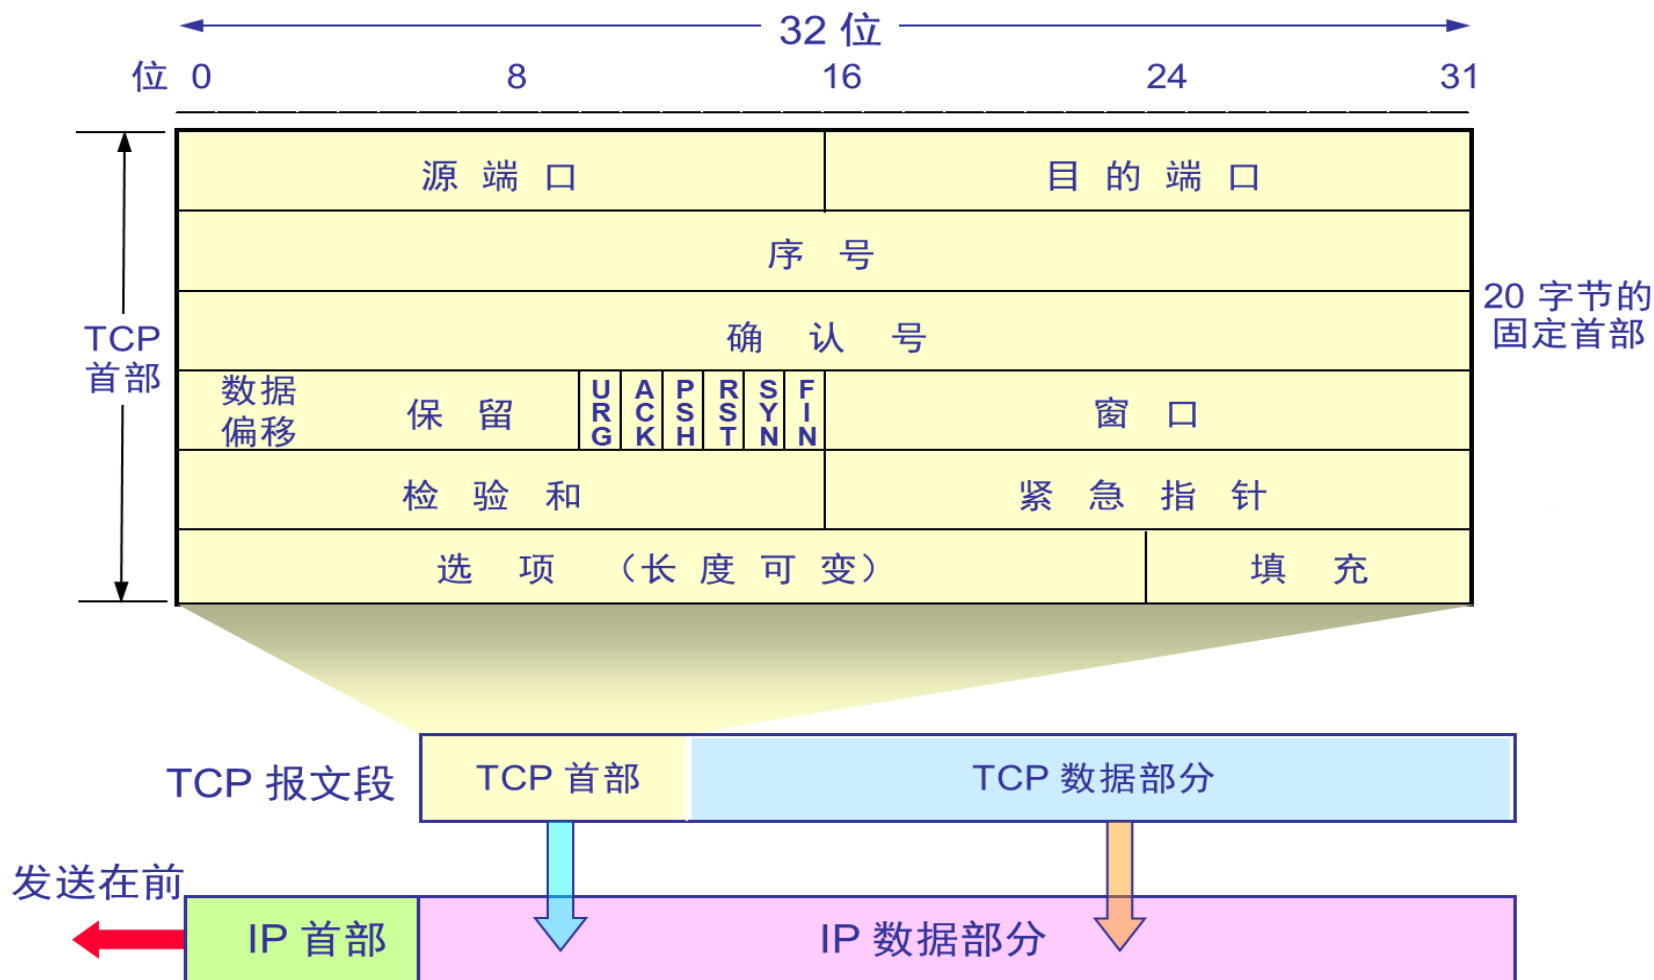 32 位
位 0 8 16 24 31
源 端 口 目 的 端 口
序 号
确 认 号
数据
偏移
保 留
URG
ACK
PSH
RST
SYN
FIN
窗 口
检 验 和 紧 急 指 针
选 项 （长 度 可 变） 填 充
TCP
首部
20 字节的
固定首部
TCP 报文段 TCP 首部 TCP 数据部分
发送在前
IP 首部 IP 数据部分